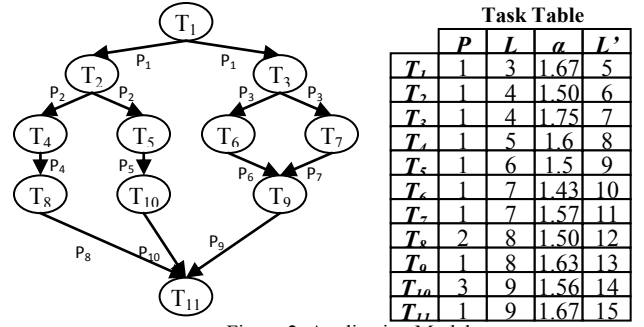 Task Table
T1
P1 P1
T2 T3
P2 P2 P3 P3
T4 T5 T6 T7
P4 P5 P6 P7
T8 T10 T9
P8 P10 P9
T11
P L α L’
T1 1 3 1.67 5
T2 1 4 1.50 6
T3 1 4 1.75 7
T4 1 5 1.6 8
T5 1 6 1.5 9
T6 1 7 1.43 10
T7 1 7 1.57 11
T8 2 8 1.50 12
T9 1 8 1.63 13
T10 3 9 1.56 14
T11 1 9 1.67 15